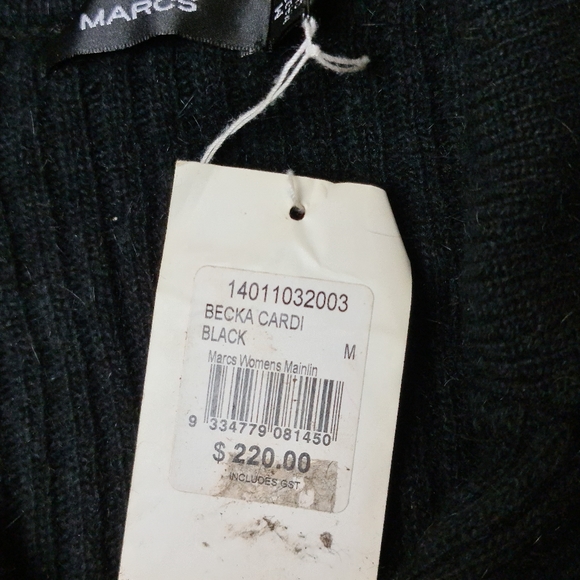 MARCS
14011032003
BECKA CARDI
BLACK M
Marcs Womens Mainlin
9 334779 081450
$ 220.00
INCLUDES GST